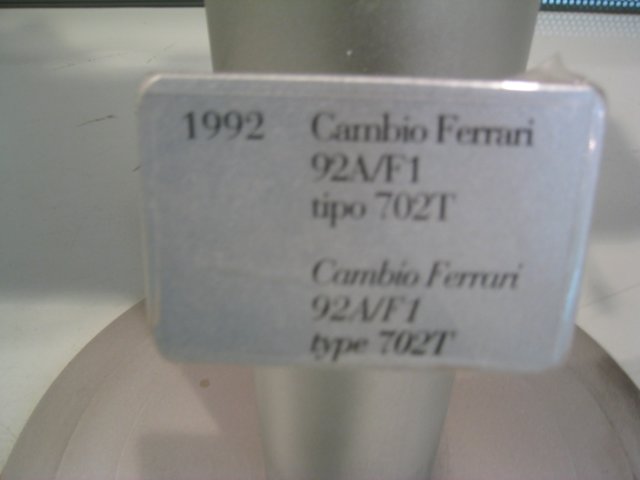 1992 Cambio Ferrari
92A/F1
tipo 702T
Cambio Ferrari
92A/F1
type 702T